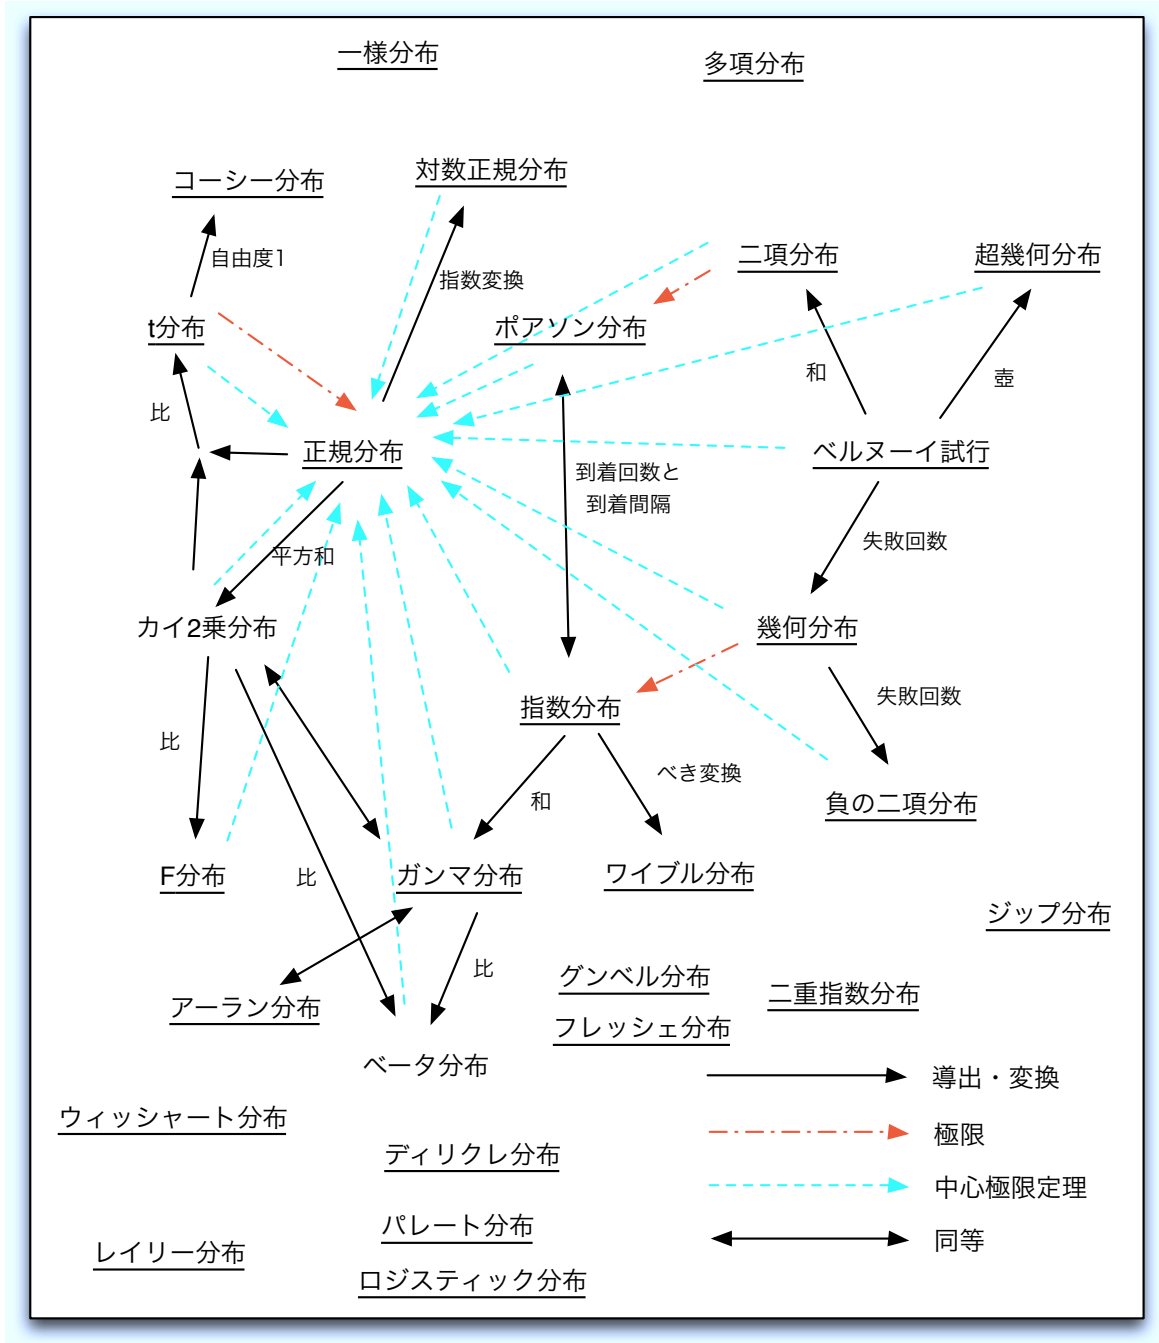 一様分布
多項分布
コーシー分布
対数正規分布
自由度1
指数変換
二項分布
超幾何分布
t分布
ポアソン分布
和
壺
比
正規分布
ベルヌーイ試行
到着回数と
到着間隔
失敗回数
平方和
カイ2乗分布
幾何分布
指数分布
失敗回数
比
べき変換
和
負の二項分布
F分布
比
ガンマ分布
ワイブル分布
ジップ分布
比
グンベル分布
二重指数分布
アーラン分布
フレッシェ分布
ベータ分布
導出・変換
ウィッシャート分布
極限
ディリクレ分布
中心極限定理
パレート分布
同等
レイリー分布
ロジスティック分布